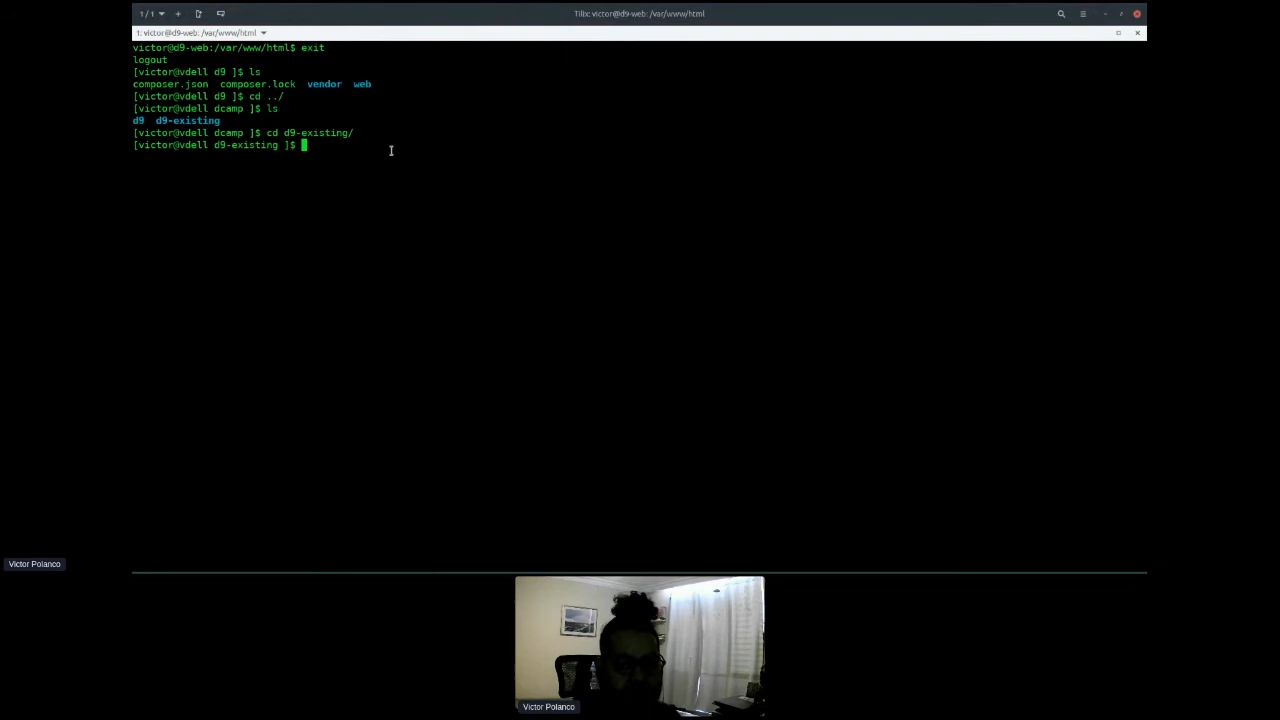 1 / 1
Tilix: victor@d9-web: /var/www/html
1: victor@d9-web: /var/www/html
victor@d9-web:/var/www/html$ exit
logout
[victor@vdell d9 ]$ ls
composer.json  composer.lock  vendor  web
[victor@vdell d9 ]$ cd ../
[victor@vdell dcamp ]$ ls
d9  d9-existing
[victor@vdell dcamp ]$ cd d9-existing/
[victor@vdell d9-existing ]$
Victor Polanco
Victor Polanco